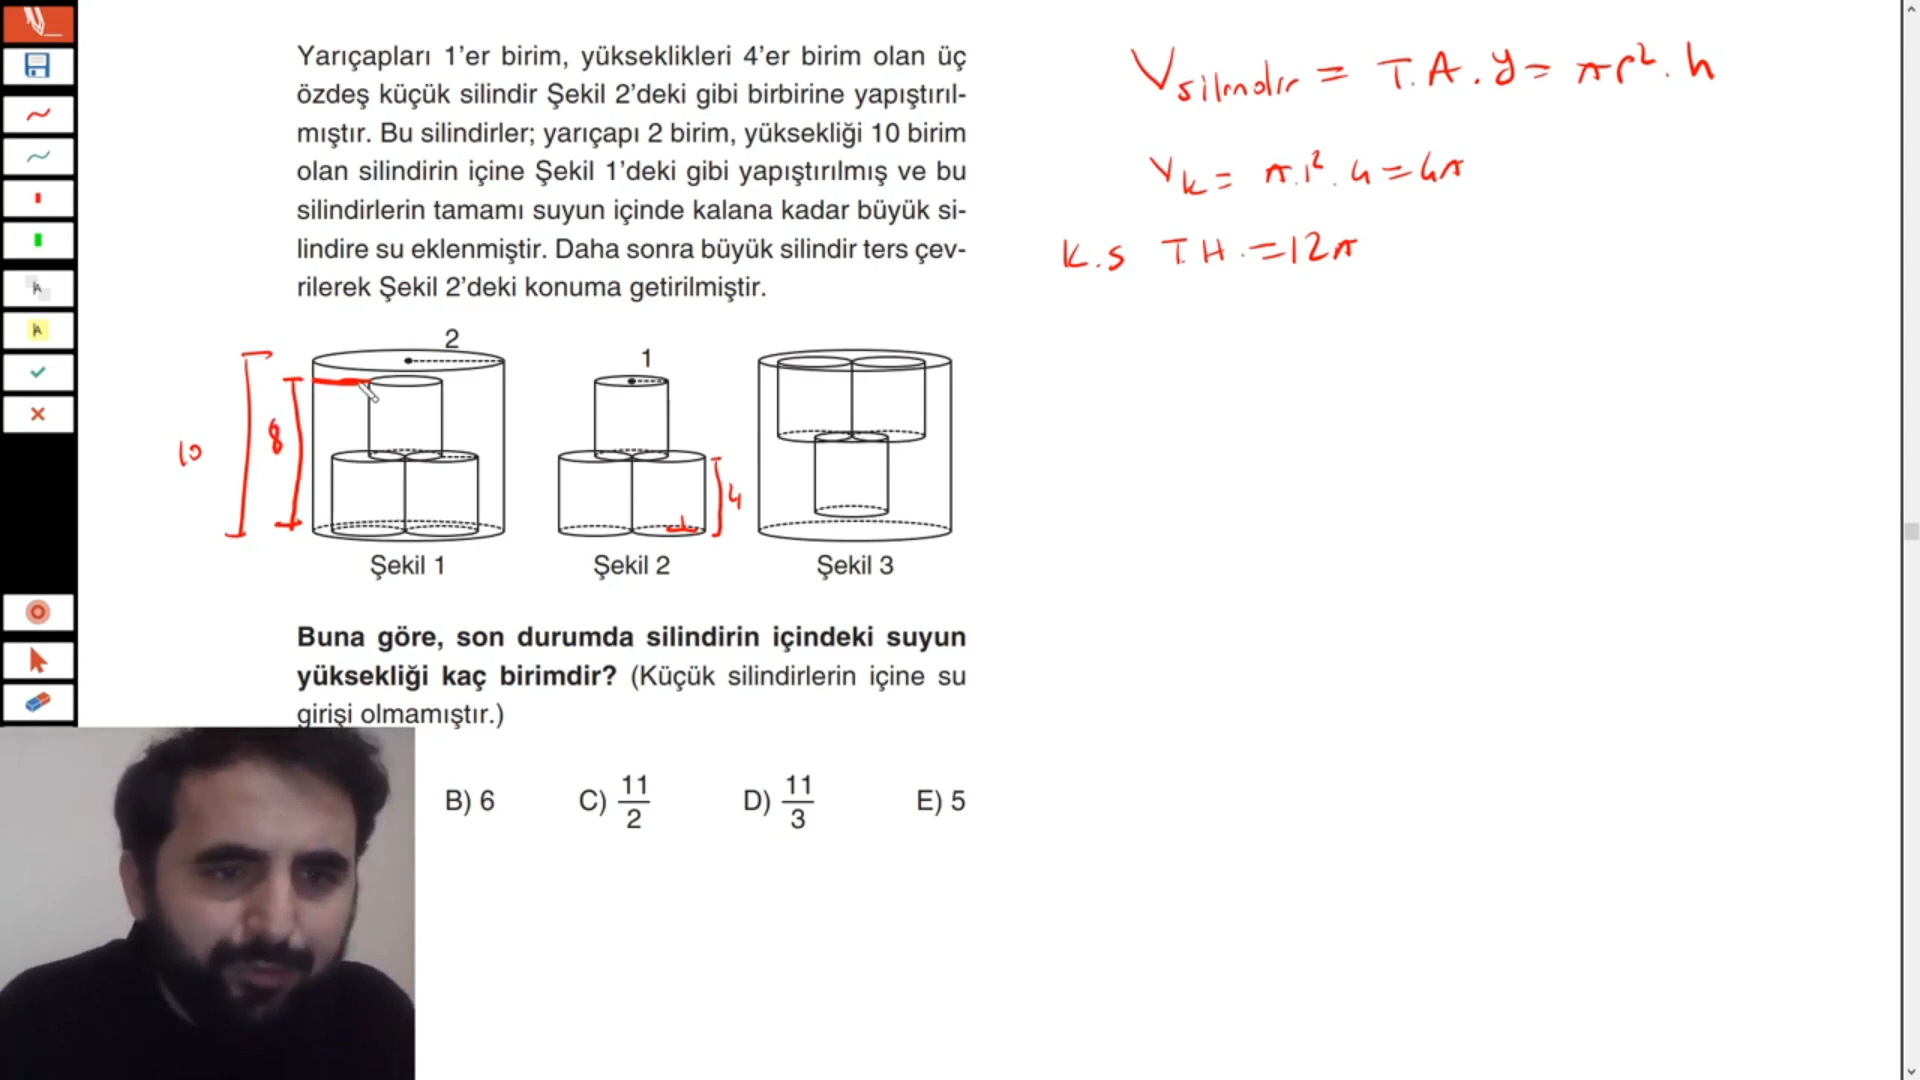 Yarıçapları 1’er birim, yükseklikleri 4’er birim olan üç
özdeş küçük silindir Şekil 2’deki gibi birbirine yapıştırıl-
mıştır. Bu silindirler; yarıçapı 2 birim, yüksekliği 10 birim
olan silindirin içine Şekil 1’deki gibi yapıştırılmış ve bu
silindirlerin tamamı suyun içinde kalana kadar büyük si-
lindire su eklenmiştir. Daha sonra büyük silindir ters çev-
rilerek Şekil 2’deki konuma getirilmiştir.
V silindir = T.A.y = πr².h
Vk = π.1².4=4π
K.S T.H.=12π
2
1
10
8
4
1
Şekil 1
Şekil 2
Şekil 3
Buna göre, son durumda silindirin içindeki suyun
yüksekliği kaç birimdir? (Küçük silindirlerin içine su
girişi olmamıştır.)
B) 6 C) 11/2 D) 11/3 E) 5
A
A